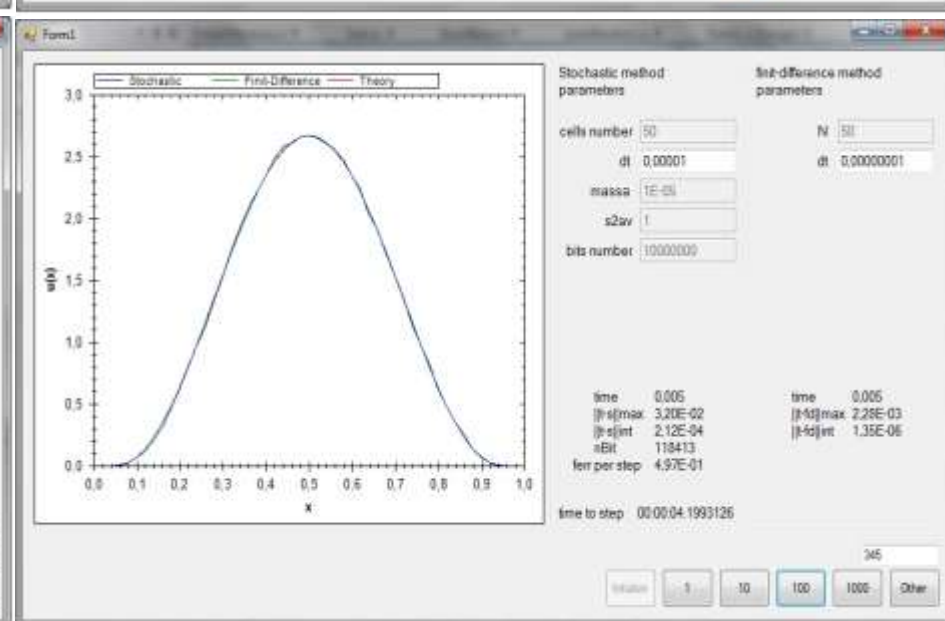 Form1
Stochastic Finit-Difference Theory
3,0
2,5
2,0
1,5
1,0
0,5
0,0
u(x)
0,0 0,1 0,2 0,3 0,4 0,5 0,6 0,7 0,8 0,9 1,0
x
Stochastic method
parameters
cells number 50
dt 0,00001
massa 1E-05
s2av 1
bits number 10000000
finit-difference method
parameters
N 50
dt 0,00000001
time 0,005
||t-s||max 3,20E-02
||t-s||int 2,12E-04
nBit 118413
ferr per step 4,97E-01
time 0,005
||t-fd||max 2,28E-03
||t-fd||int 1,35E-06
time to step 00:00:04.1993126
345
1 10 100 1000 Other